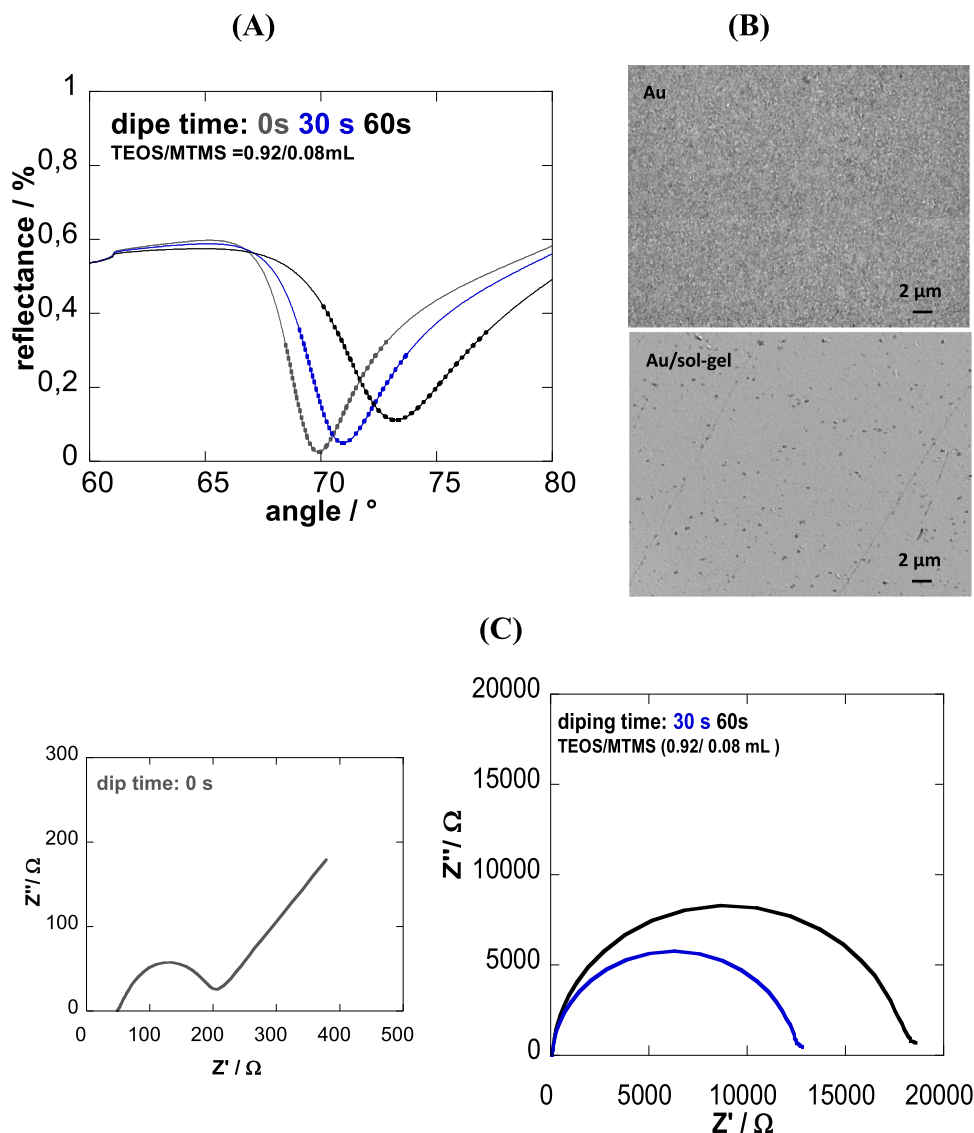 (A)
(B)
1
0,8
0,6
0,4
0,2
0
reflectance / %
dipe time: 0s 30 s 60s
TEOS/MTMS =0.92/0.08mL
60
65
70
75
80
angle / °
Au
2 µm
Au/sol-gel
2 µm
(C)
300
200
100
0
Z''/ Ω
dip time: 0 s
0
100
200
300
400
500
Z' / Ω
20000
15000
10000
5000
0
Z''/ Ω
diping time: 30 s 60s
TEOS/MTMS (0.92/ 0.08 mL )
0
5000
10000
15000
20000
Z' / Ω